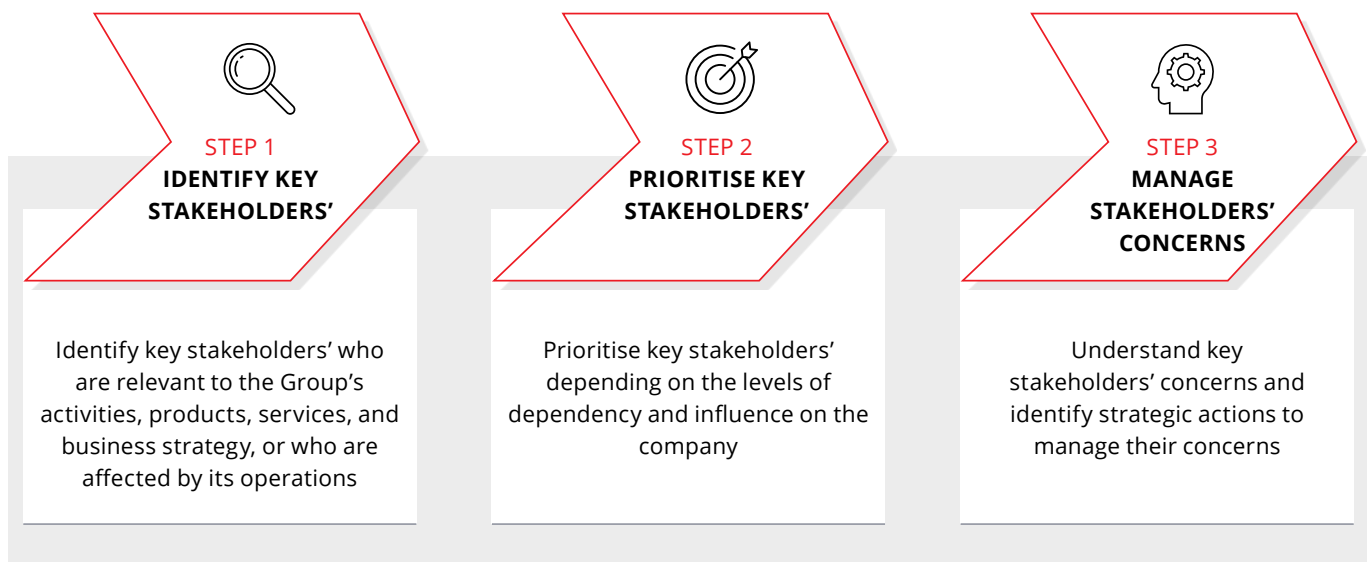 STEP 1
IDENTIFY KEY
STAKEHOLDERS’
Identify key stakeholders’ who
are relevant to the Group’s
activities, products, services, and
business strategy, or who are
affected by its operations
STEP 2
PRIORITISE KEY
STAKEHOLDERS’
Prioritise key stakeholders’
depending on the levels of
dependency and influence on the
company
STEP 3
MANAGE
STAKEHOLDERS’
CONCERNS
Understand key
stakeholders’ concerns and
identify strategic actions to
manage their concerns